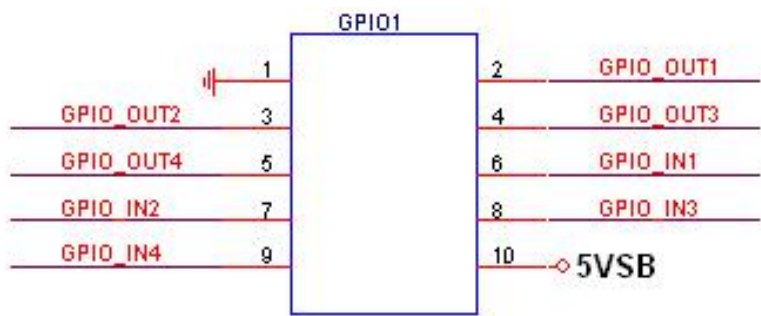 GPIO1
1 2 GPIO_OUT1
GPIO_OUT2 3 4 GPIO_OUT3
GPIO_OUT4 5 6 GPIO_IN1
GPIO_IN2 7 8 GPIO_IN3
GPIO_IN4 9 10 5VSB